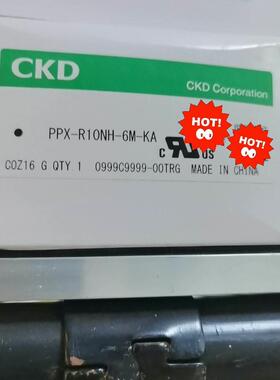 CKD
CKD Corporation
HOT!
• PPX-R10NH-6M-KA
C US
HOT!
COZ16 G QTY 1 0999C9999-00TRG MADE IN CHINA